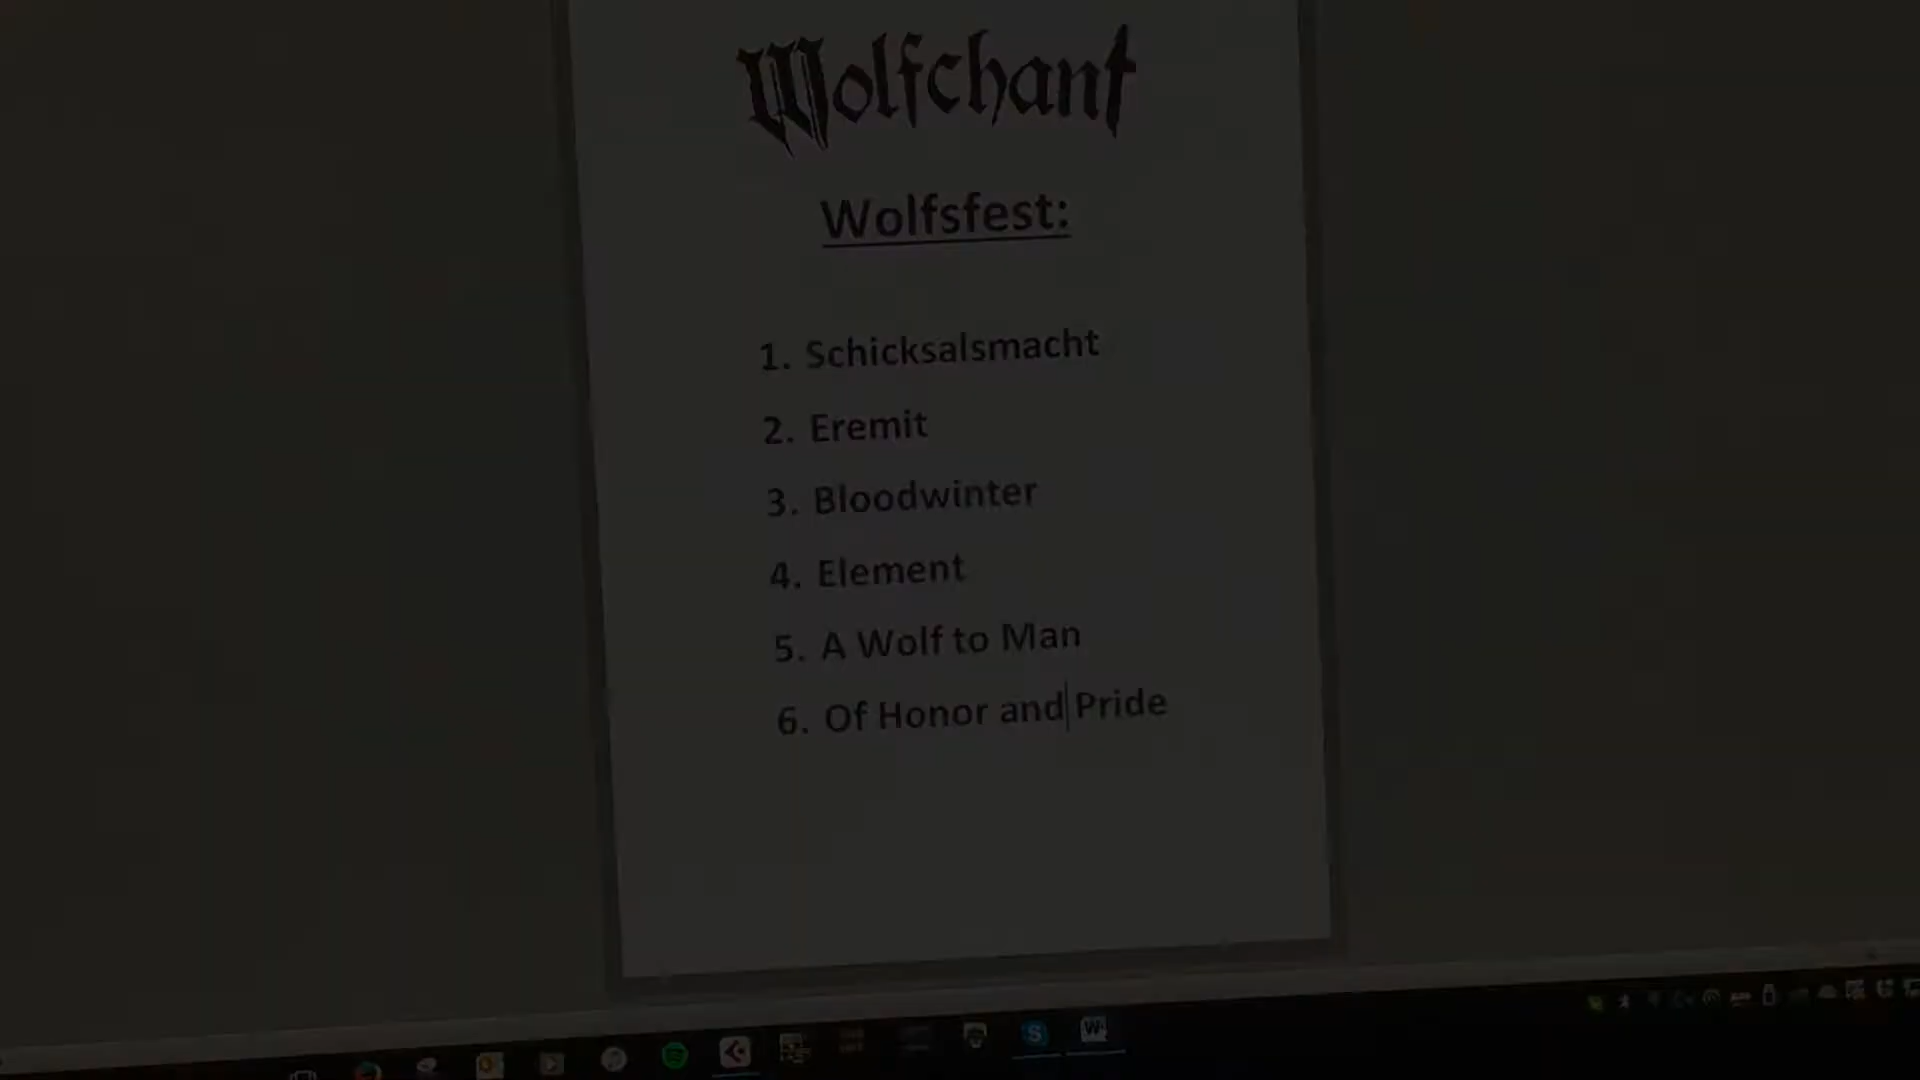 Wolfchant
Wolfsfest:
1. Schicksalsmacht
2. Eremit
3. Bloodwinter
4. Element
5. A Wolf to Man
6. Of Honor and Pride